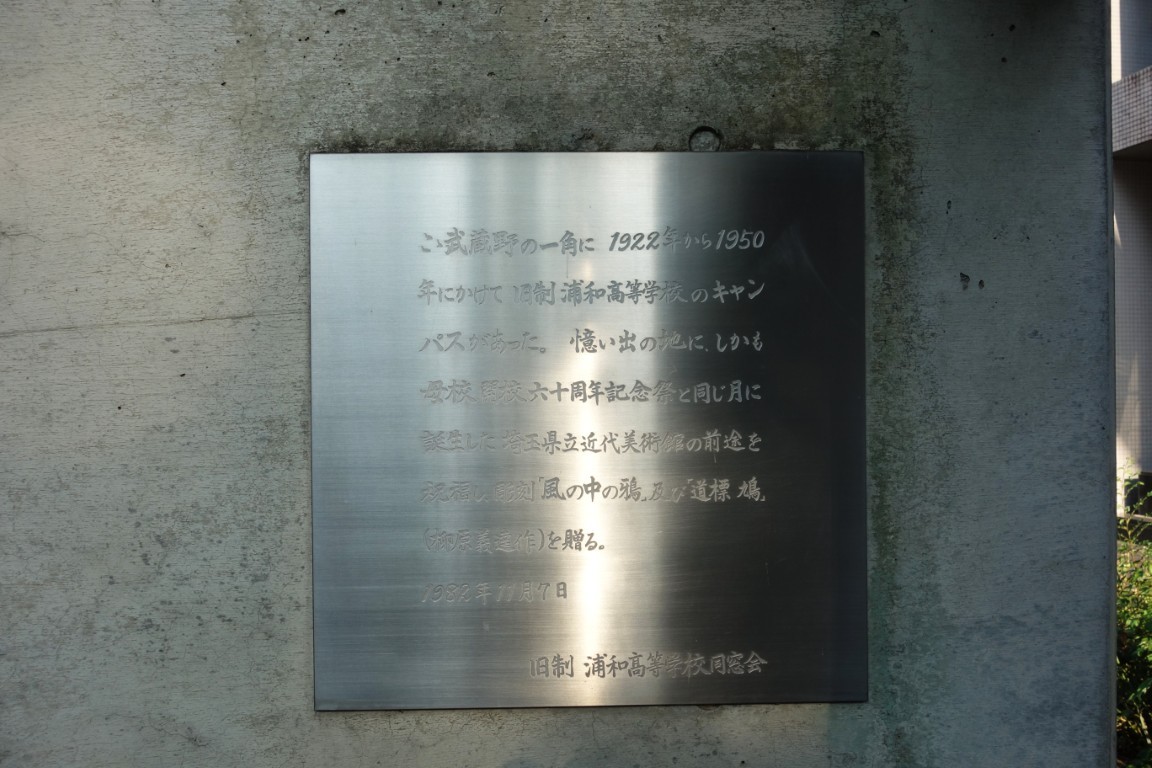 ここ武蔵野の一角に 1922年から1950
年にかけて 旧制 浦和高等学校のキャン
パスがあった。 憶い出の地に、しかも
母校 開校 六十周年記念祭と同じ月に
誕生した 埼玉県立近代美術館の前途を
祝福し 彫刻「風の中の鴉」及び「道標 鳩」
(柳原義達作)を贈る。
1982年11月7日
旧制 浦和高等学校同窓会